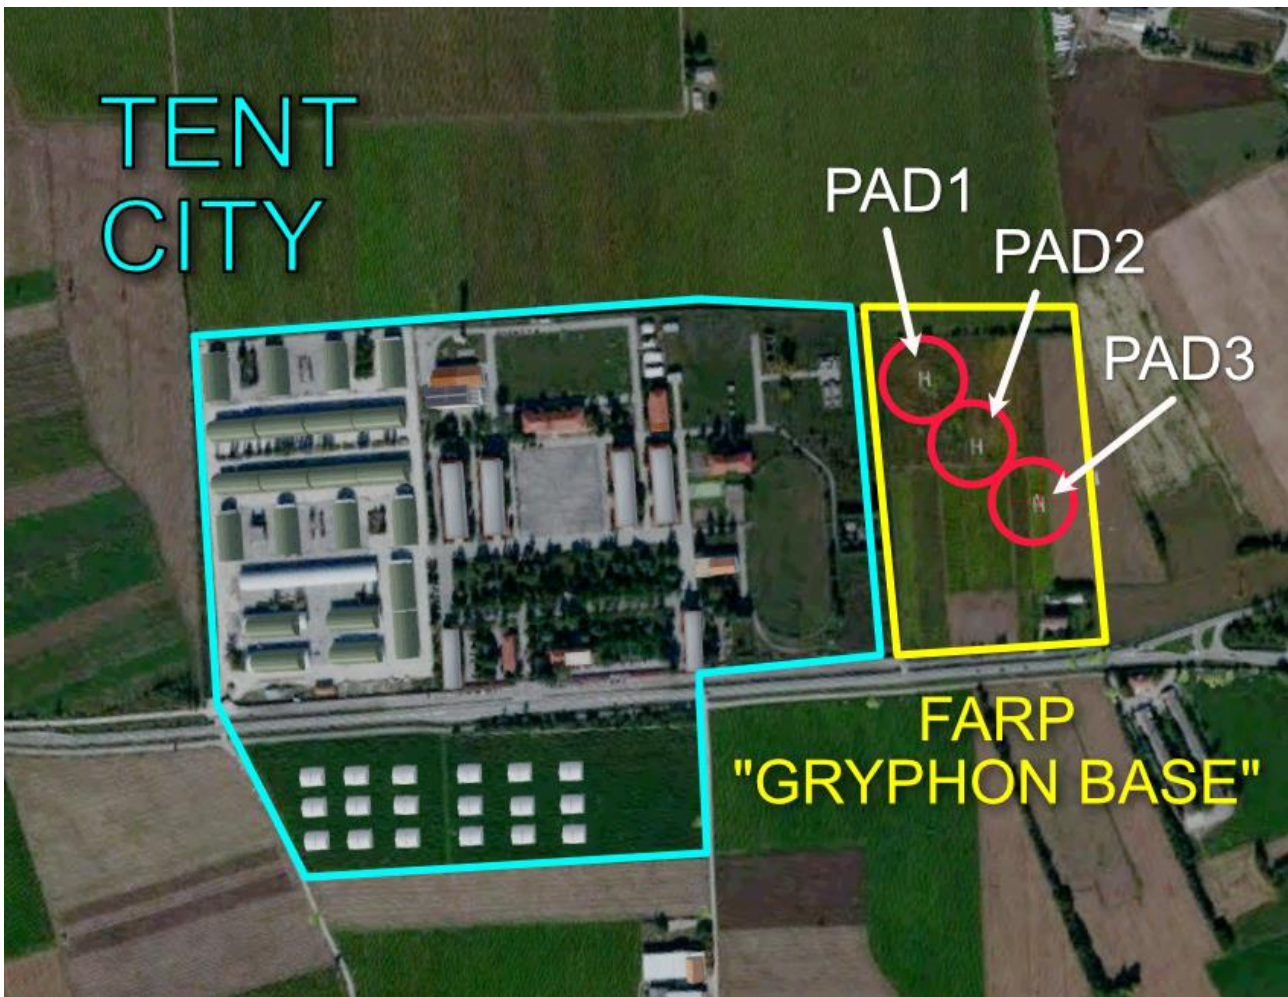 TENT
CITY
PAD1
PAD2
PAD3
H
H
H
FARP
"GRYPHON BASE"